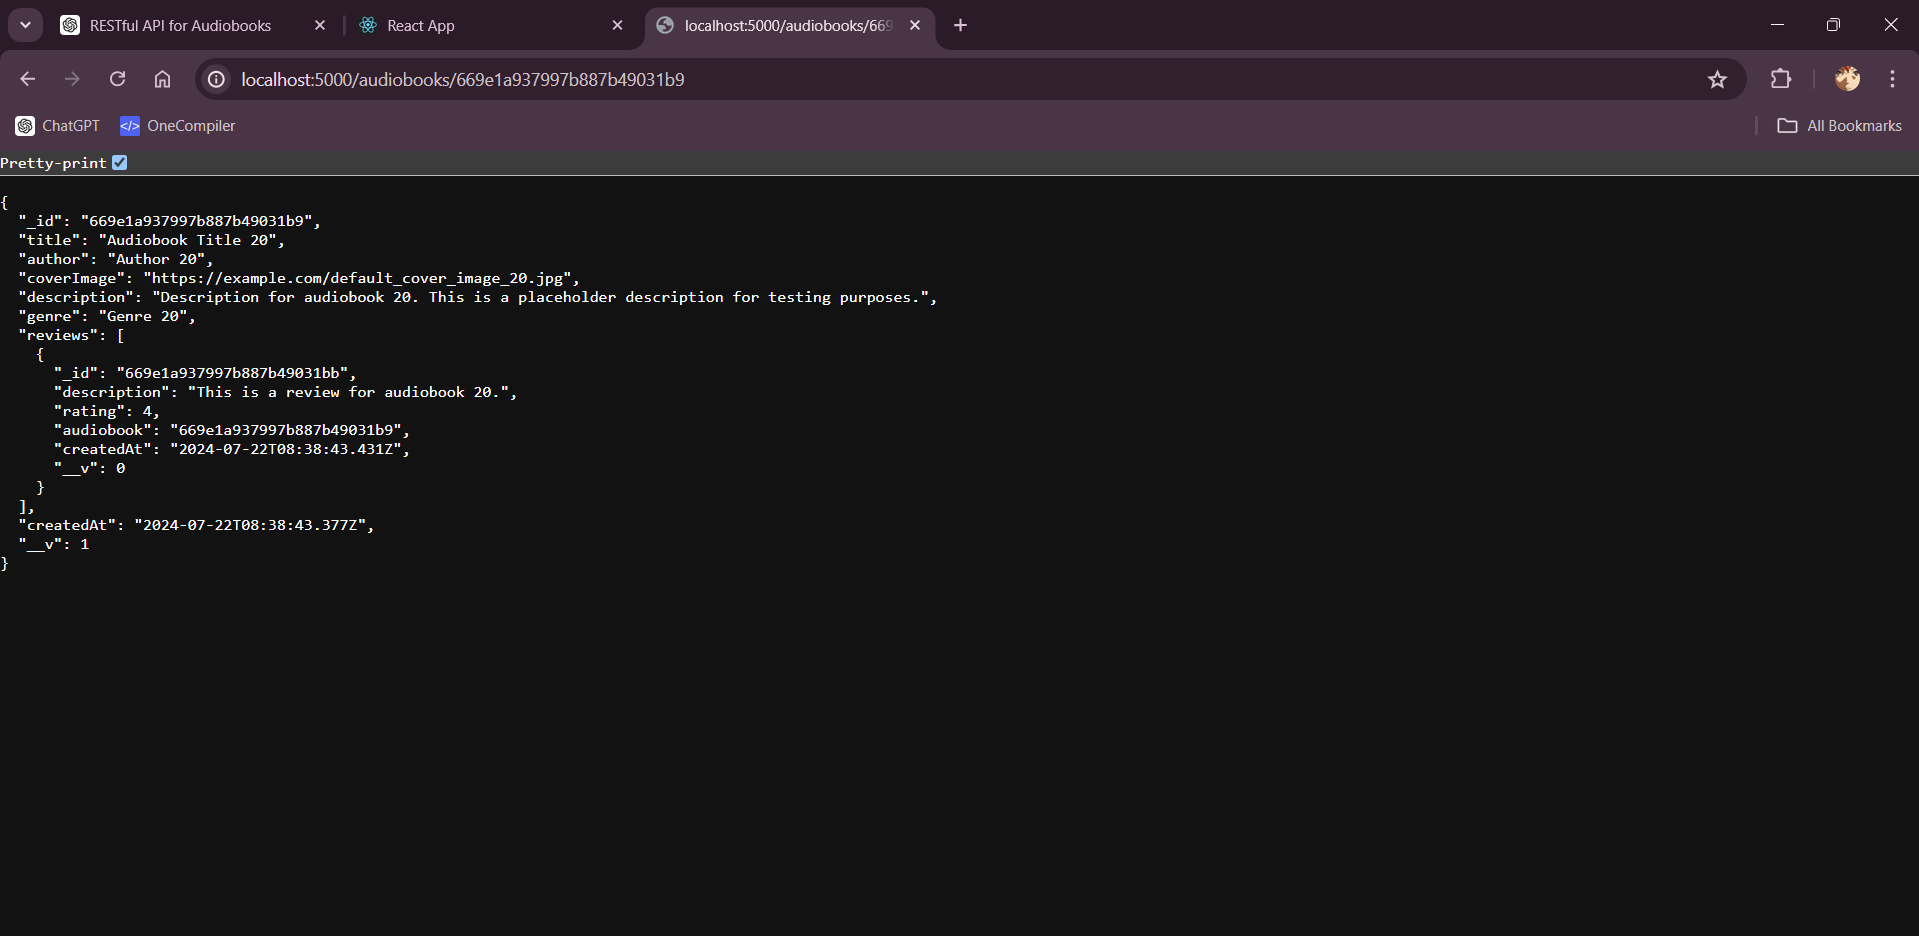 RESTful API for Audiobooks
React App
localhost:5000/audiobooks/669
localhost:5000/audiobooks/669e1a937997b887b49031b9
ChatGPT
OneCompiler
All Bookmarks
Pretty-print
{
  "_id": "669e1a937997b887b49031b9",
  "title": "Audiobook Title 20",
  "author": "Author 20",
  "coverImage": "https://example.com/default_cover_image_20.jpg",
  "description": "Description for audiobook 20. This is a placeholder description for testing purposes.",
  "genre": "Genre 20",
  "reviews": [
    {
      "_id": "669e1a937997b887b49031bb",
      "description": "This is a review for audiobook 20.",
      "rating": 4,
      "audiobook": "669e1a937997b887b49031b9",
      "createdAt": "2024-07-22T08:38:43.431Z",
      "__v": 0
    }
  ],
  "createdAt": "2024-07-22T08:38:43.377Z",
  "__v": 1
}